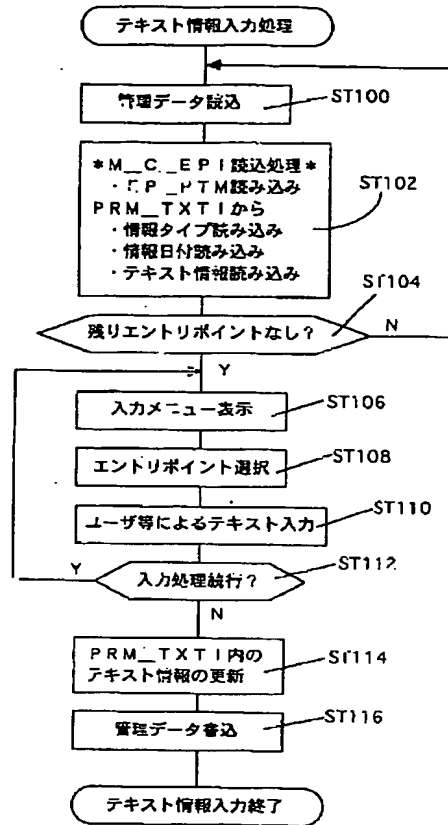 テキスト情報入力処理
管理データ読込
ST100
＊M＿C＿EPI読込処理＊
・EP＿PTM読み込み
PRM＿TXTIから
・情報タイプ読み込み
・情報日付読み込み
・テキスト情報読み込み
ST102
残りエントリポイントなし？
ST104
N
Y
入力メニュー表示
ST106
エントリポイント選択
ST108
ユーザ等によるテキスト入力
ST110
入力処理続行？
ST112
Y
N
PRM＿TXTI内の
テキスト情報の更新
ST114
管理データ書込
ST116
テキスト情報入力終了